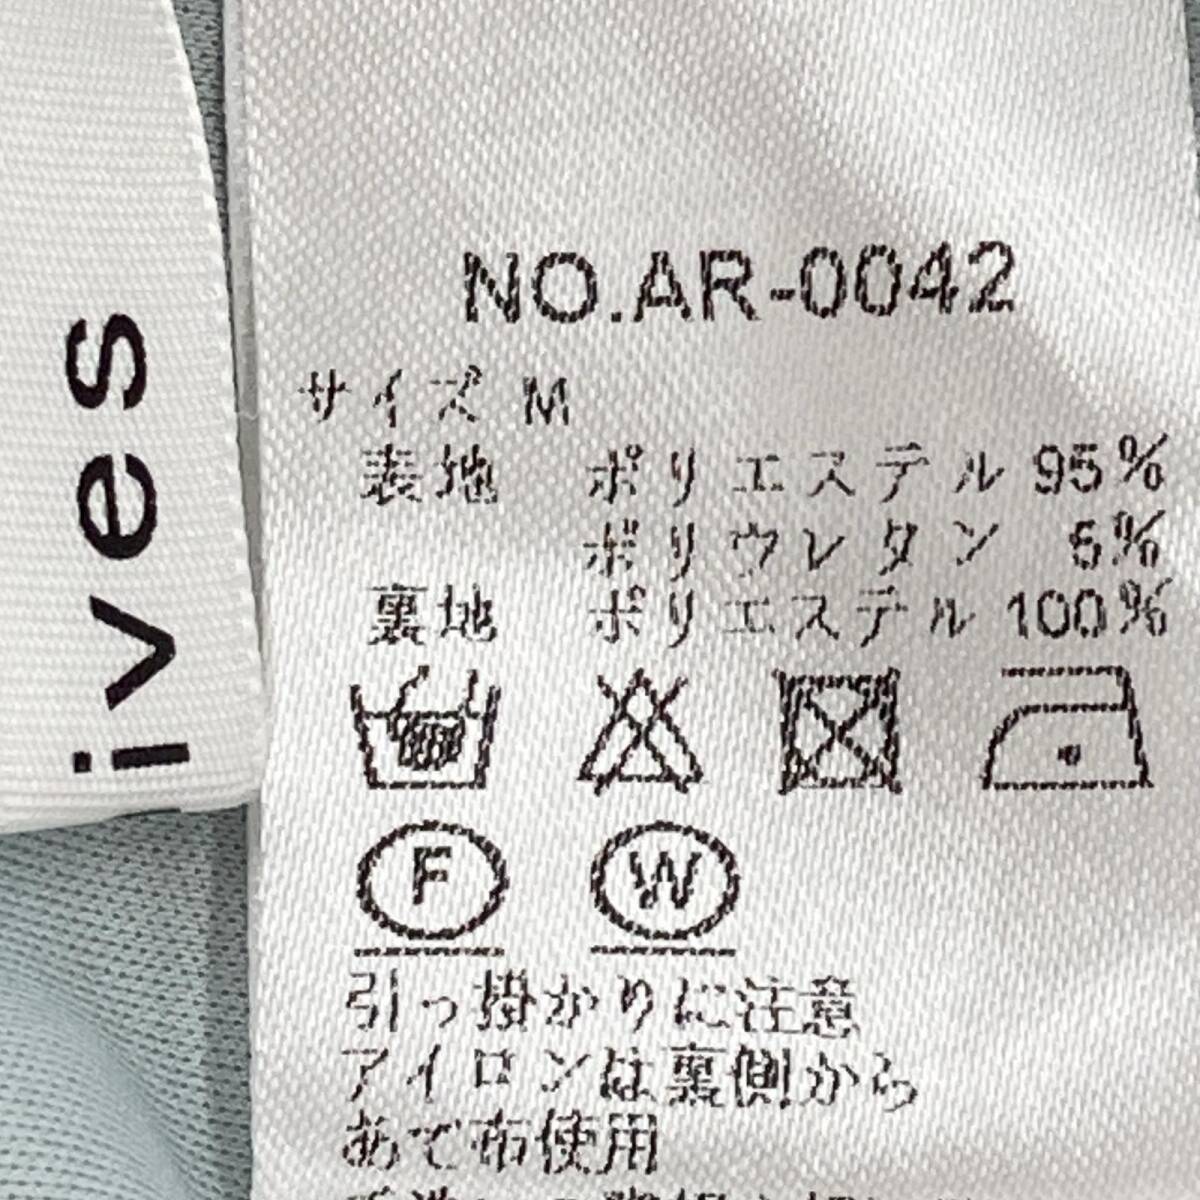 ives
NO.AR-0042
サイズ M
表地 ポリエステル 95%
ポリウレタン 5%
裏地 ポリエステル 100%
F W
引っ掛かりに注意
アイロンは裏側から
あて布使用